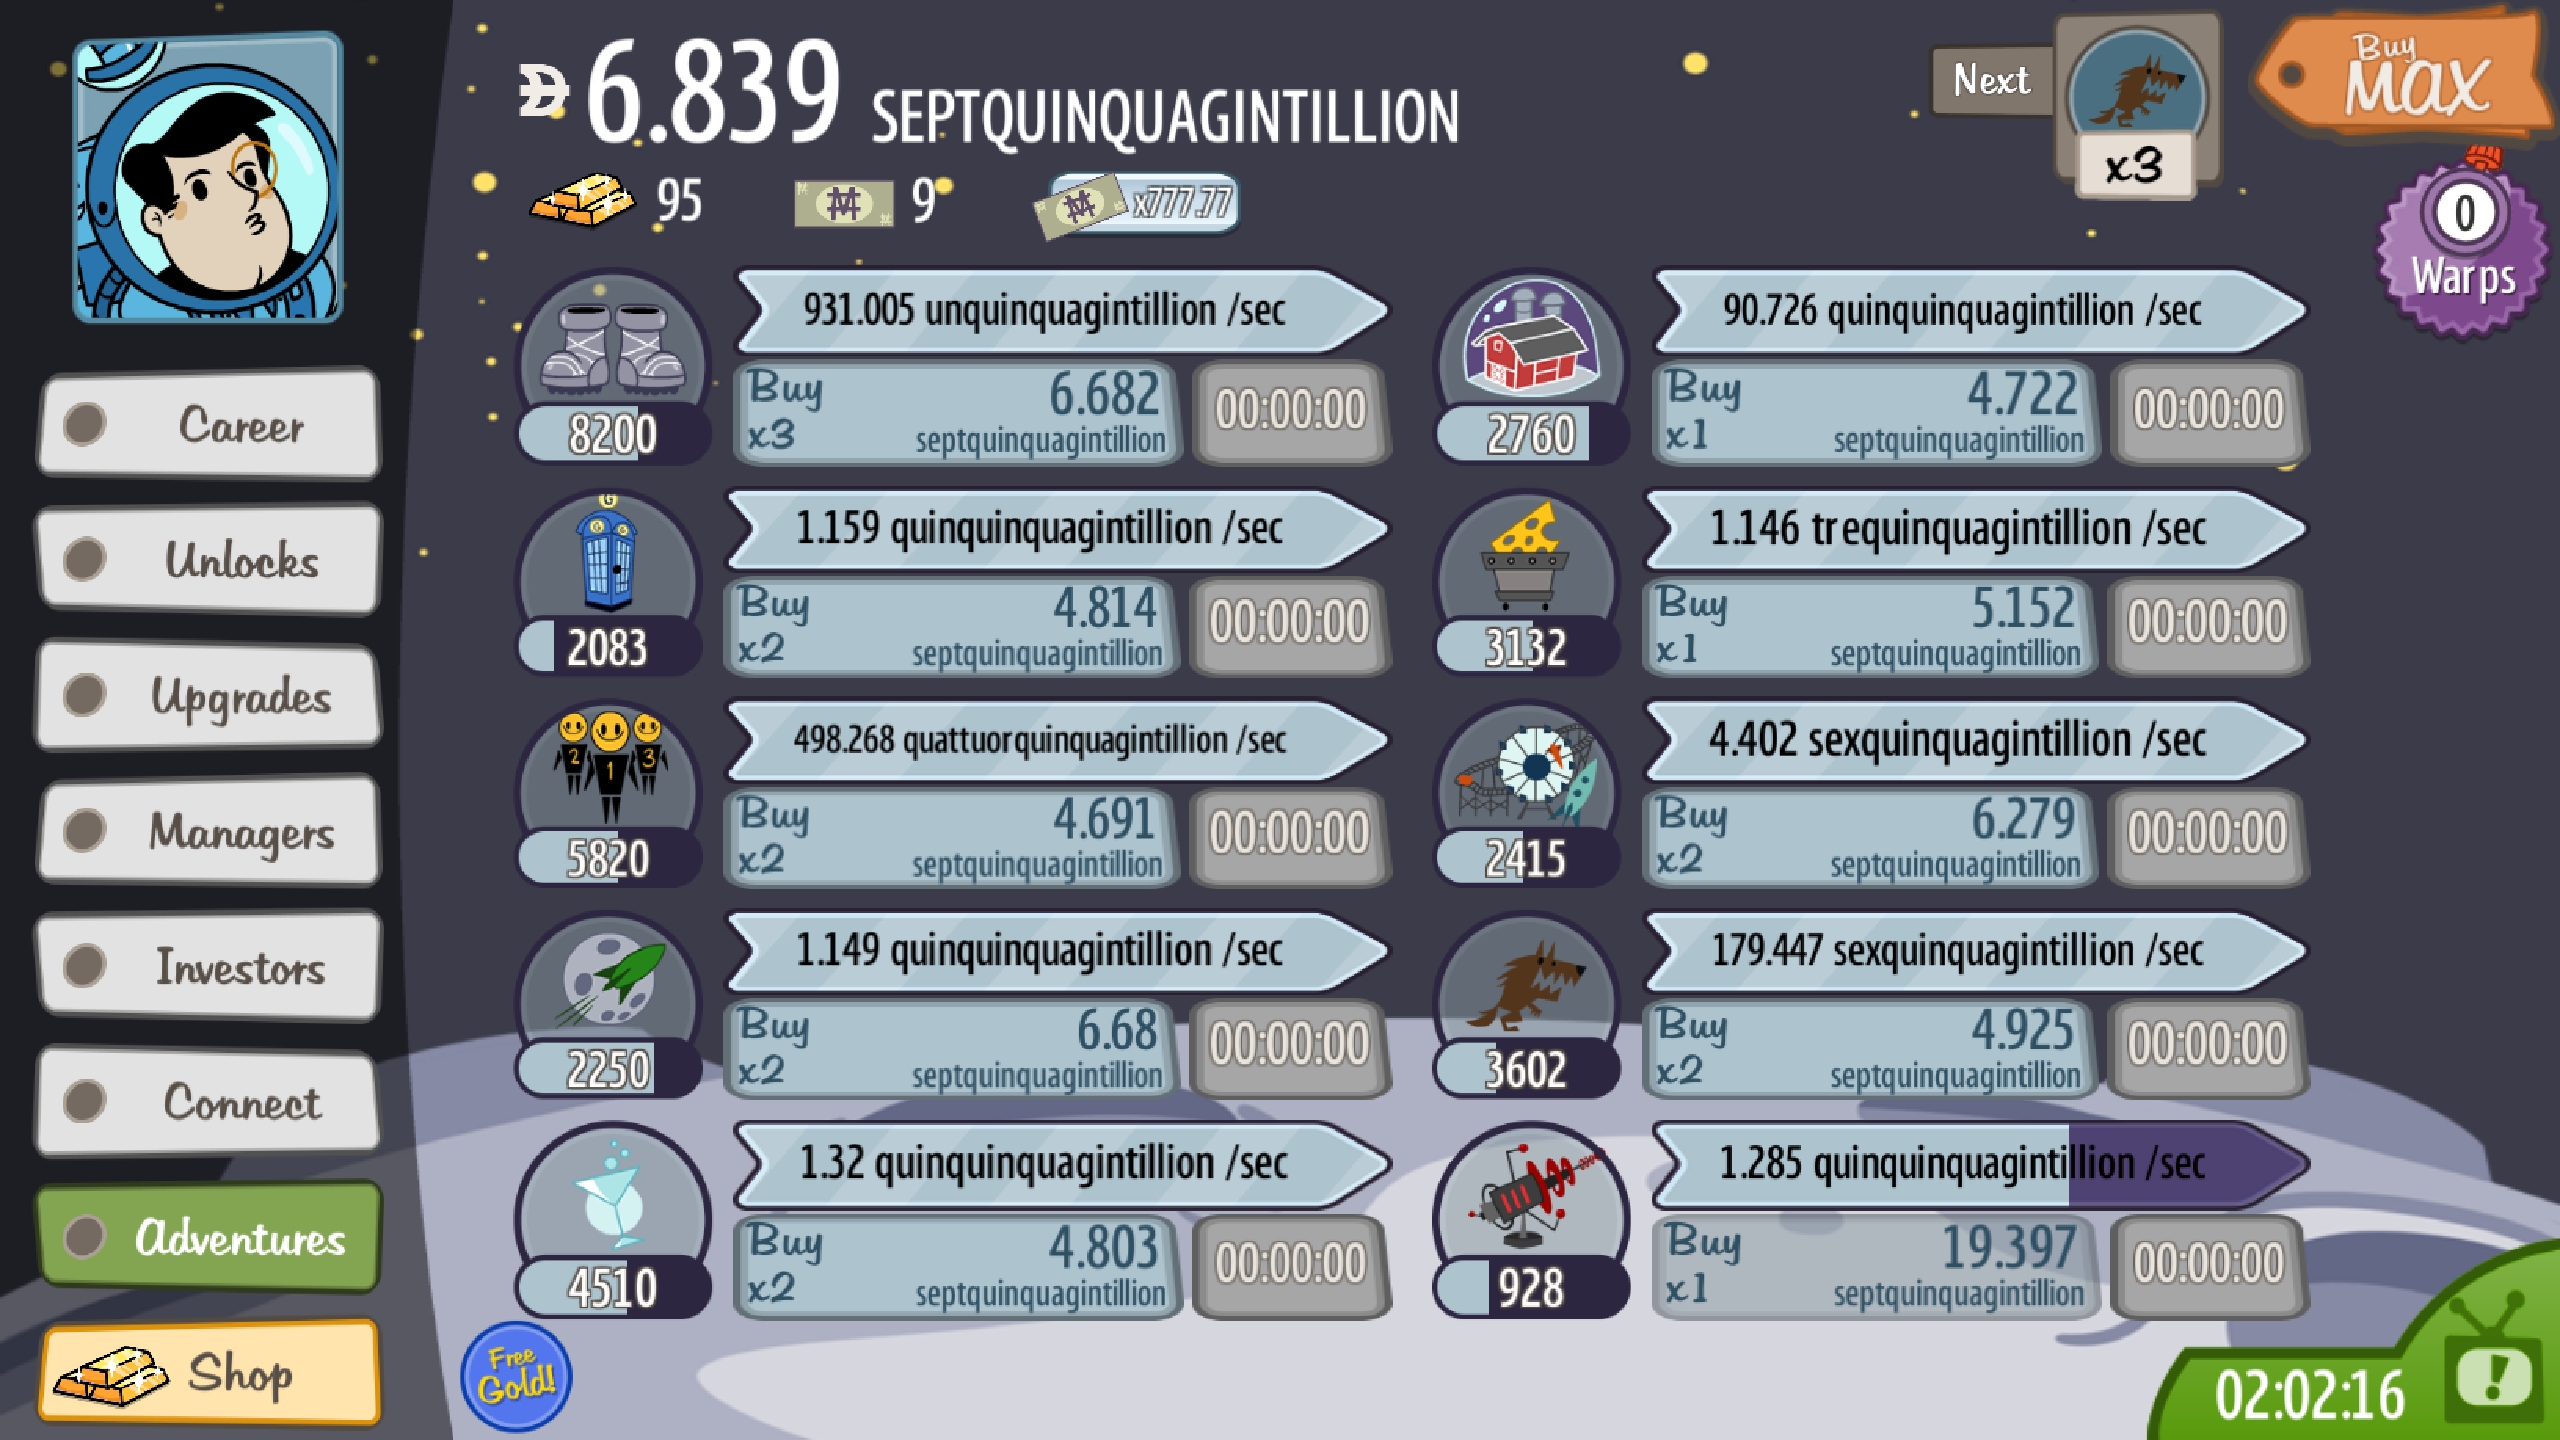 6.839 SEPTQUINQUAGINTILLION
95 9 x777.77
Next
x3
Buy
MAX
0
Warps
Career
Unlocks
Upgrades
Managers
Investors
Connect
Adventures
Shop
931.005 unquinquagintillion /sec
8200
Buy 6.682
x3 septquinquagintillion
00:00:00
G
G G
1.159 quinquinquagintillion /sec
2083
Buy 4.814
x2 septquinquagintillion
00:00:00
2 1 3
498.268 quattuorquinquagintillion /sec
5820
Buy 4.691
x2 septquinquagintillion
00:00:00
1.149 quinquinquagintillion /sec
2250
Buy 6.68
x2 septquinquagintillion
00:00:00
1.32 quinquinquagintillion /sec
4510
Buy 4.803
x2 septquinquagintillion
00:00:00
90.726 quinquinquagintillion /sec
2760
Buy 4.722
x1 septquinquagintillion
00:00:00
1.146 trequinquagintillion /sec
3132
Buy 5.152
x1 septquinquagintillion
00:00:00
4.402 sexquinquagintillion /sec
2415
Buy 6.279
x2 septquinquagintillion
00:00:00
179.447 sexquinquagintillion /sec
3602
Buy 4.925
x2 septquinquagintillion
00:00:00
1.285 quinquinquagintillion /sec
928
Buy 19.397
x1 septquinquagintillion
00:00:00
Free
Gold!
02:02:16
!